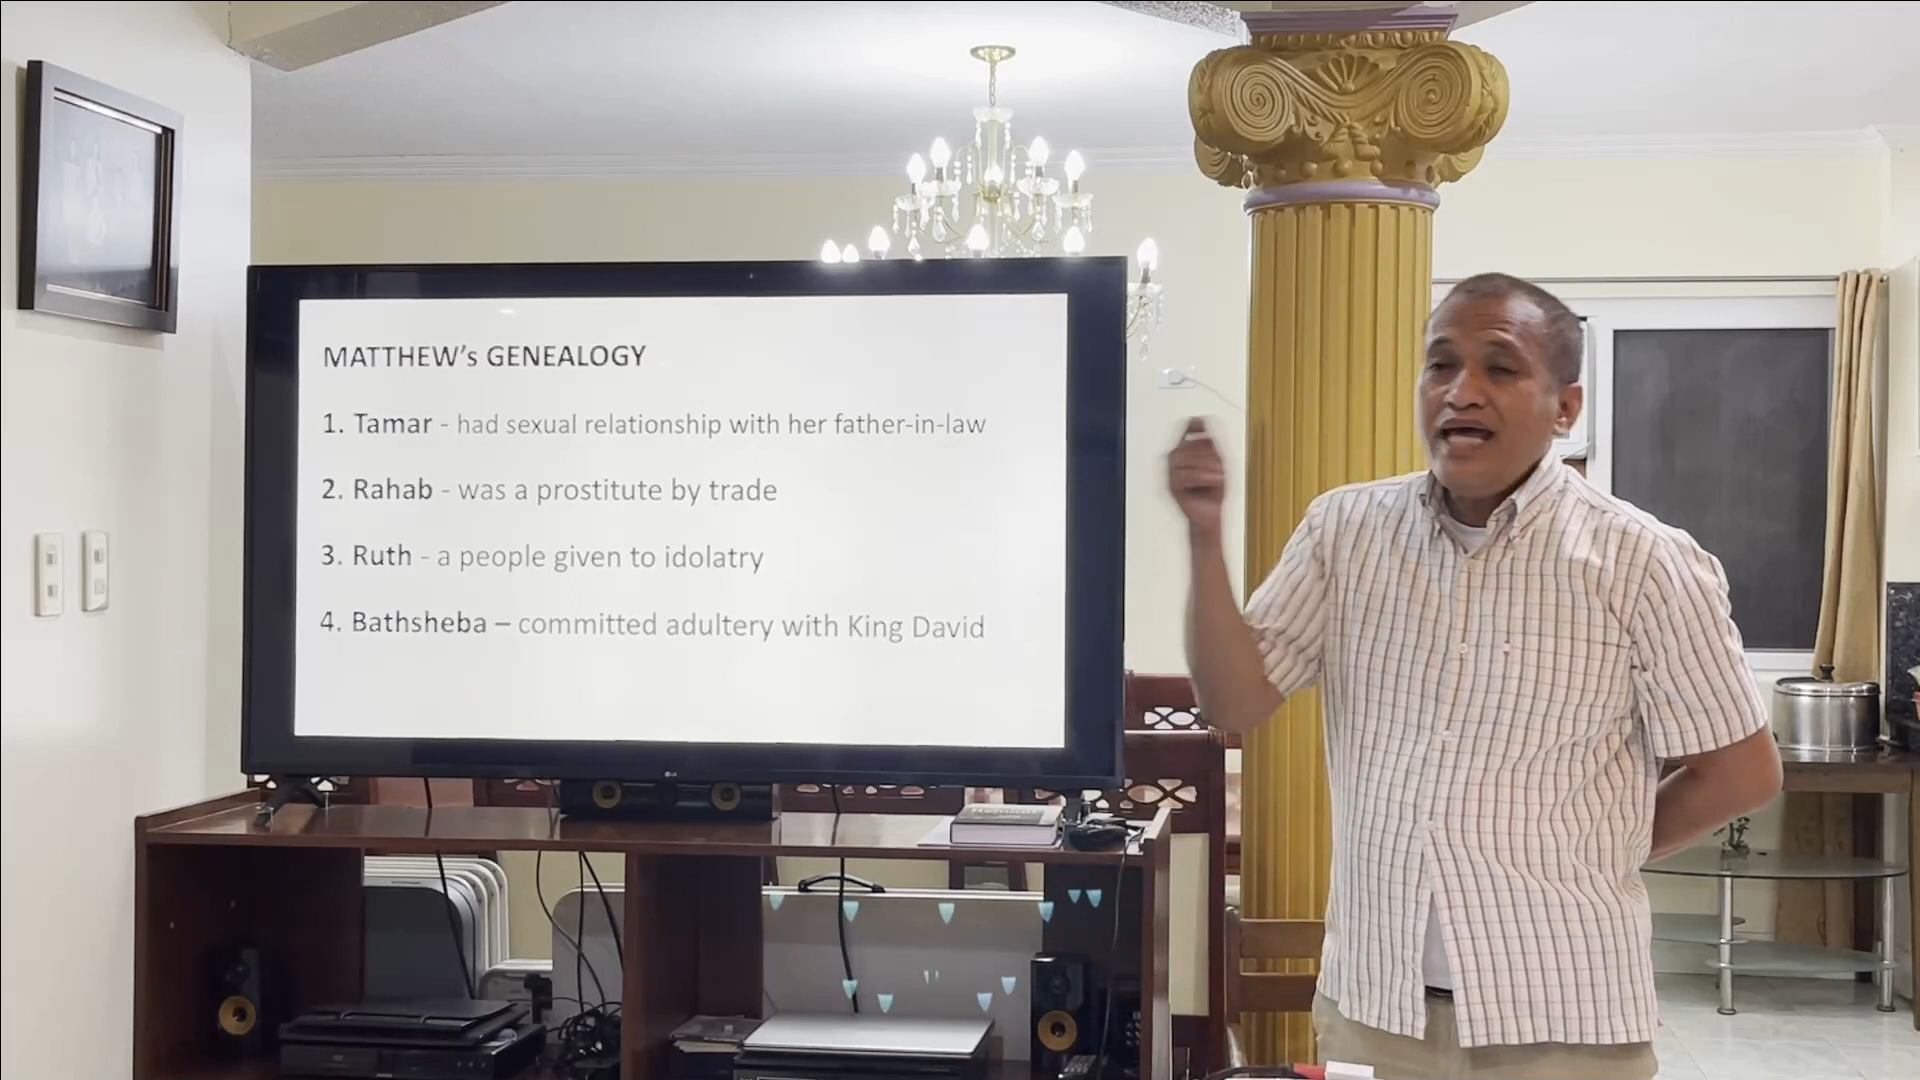 MATTHEW's GENEALOGY
1. Tamar - had sexual relationship with her father-in-law
2. Rahab - was a prostitute by trade
3. Ruth - a people given to idolatry
4. Bathsheba – committed adultery with King David
LG